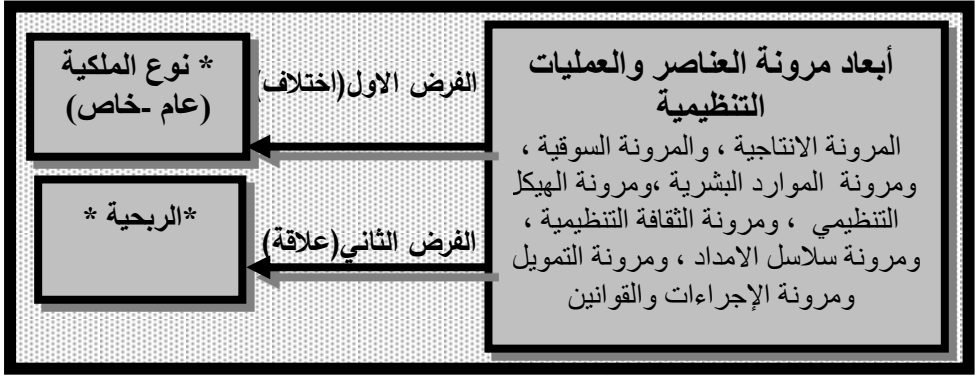 أبعاد مرونة العناصر والعمليات
التنظيمية
المرونة الانتاجية ، والمرونة السوقية ،
ومرونة الموارد البشرية ،ومرونة الهيكل
التنظيمي ، ومرونة الثقافة التنظيمية ،
ومرونة سلاسل الامداد ، ومرونة التمويل
ومرونة الإجراءات والقوانين
الفرض الاول(اختلاف)
* نوع الملكية
(عام -خاص)
الفرض الثاني(علاقة)
*الربحية *